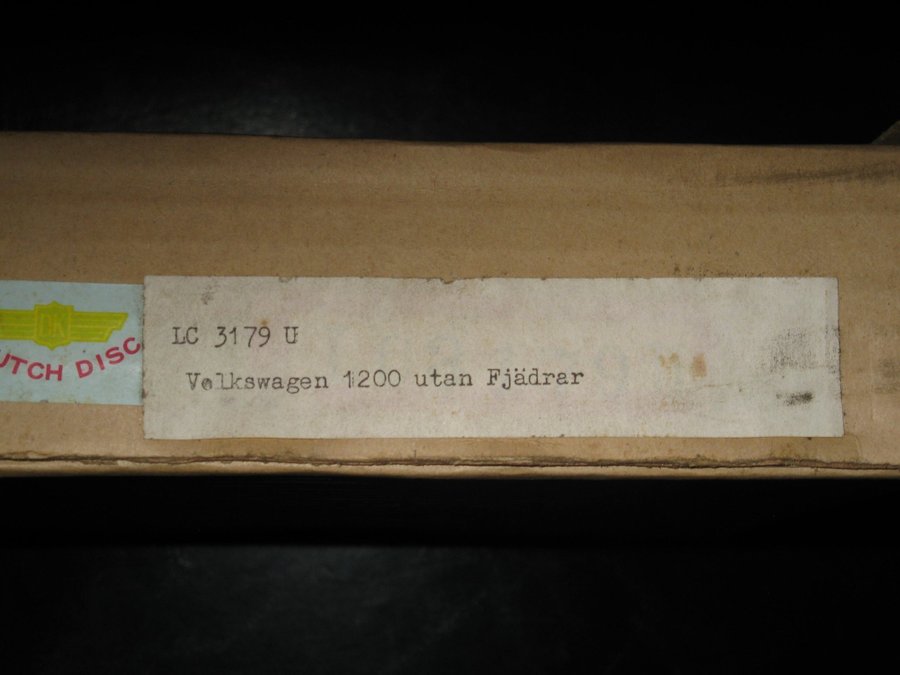 LC 3179 U
Volkswagen 1200 utan Fjädrar
UTCH DISC